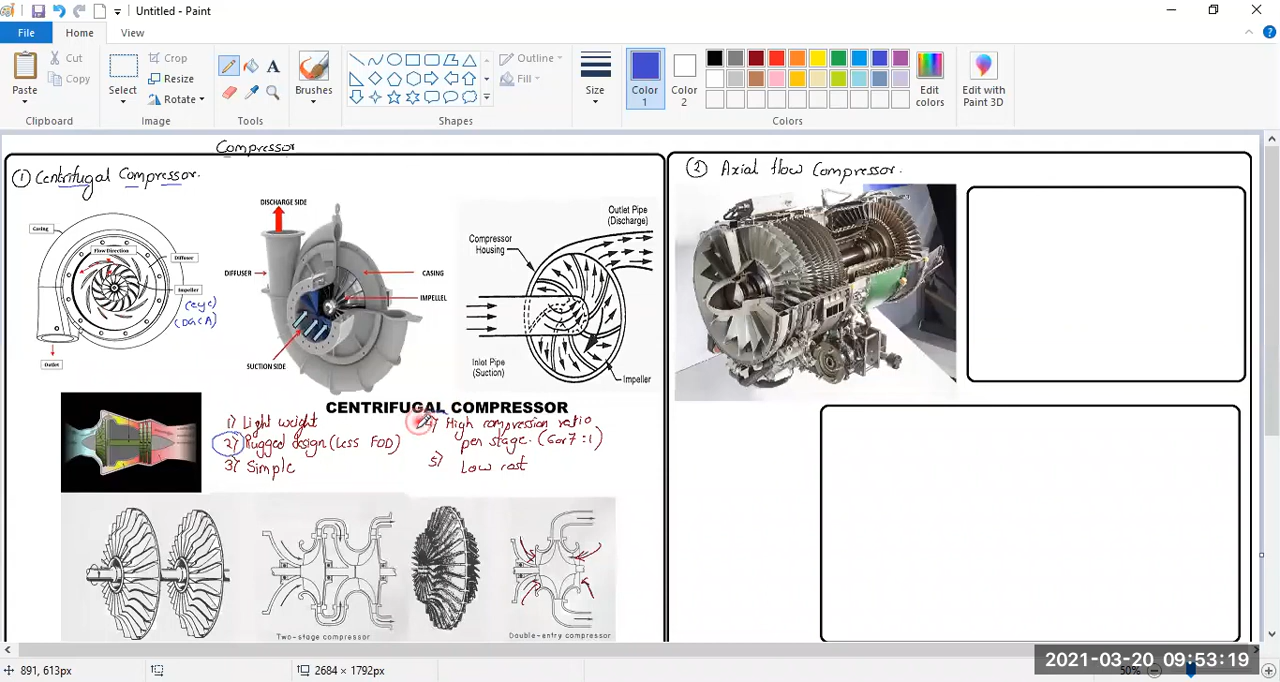 Untitled - Paint
File
Home
View
Paste
Cut
Copy
Clipboard
Select
Crop
Resize
Rotate
Image
Tools
Brushes
Shapes
Outline
Fill
Size
Color 1
Color 2
Colors
Edit colors
Edit with Paint 3D
Compressor
① Centrifugal Compressor.
Casing
Flow Direction
Diffuser
Impeller
(eye)
(DGCA)
Outlet
DISCHARGE SIDE
DIFFUSER
CASING
IMPELLEL
SUCTION SIDE
Outlet Pipe
(Discharge)
Compressor
Housing
Inlet Pipe
(Suction)
Impeller
CENTRIFUGAL COMPRESSOR
1) Light weight
2) Rugged design (Less FOD)
3) Simple
4) High compression ratio
per stage. (6 or 7:1)
5) Low cost
Two-stage compressor
Double-entry compressor
② Axial flow Compressor.
891, 613px
2684 × 1792px
50%
2021-03-20 09:53:19